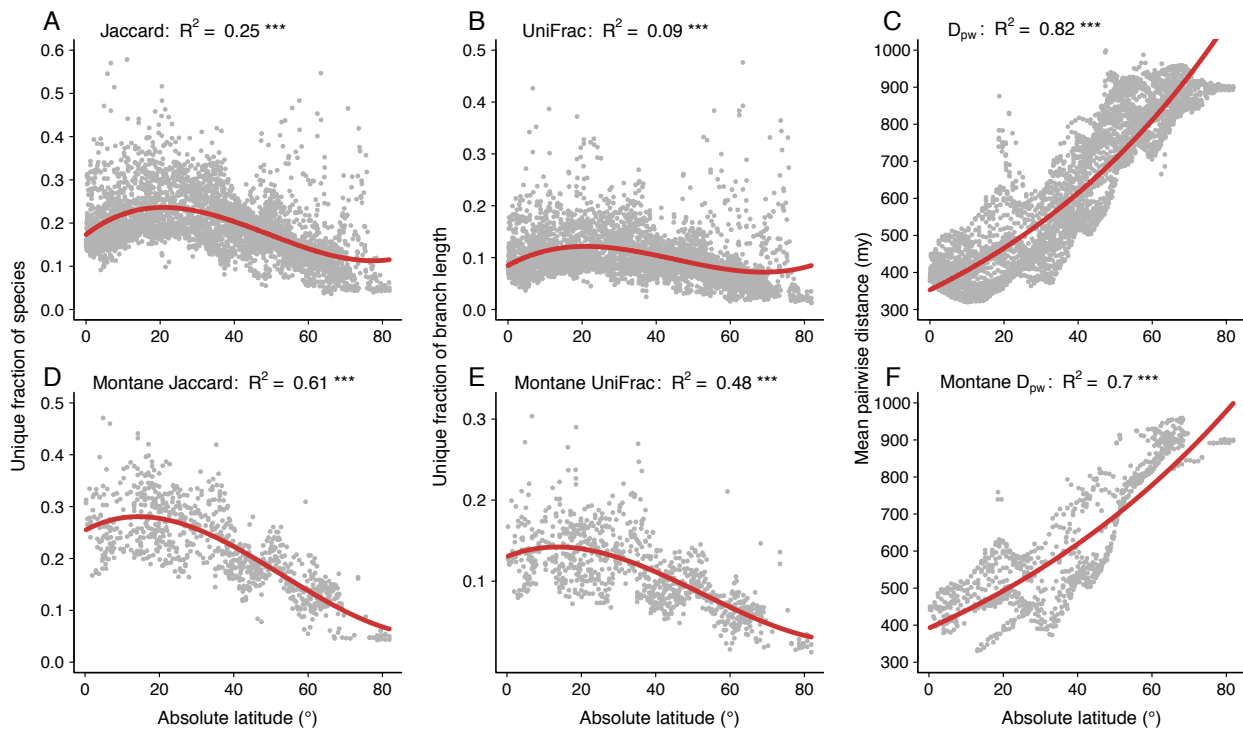 A
Jaccard: R² = 0.25 ***
B
UniFrac: R² = 0.09 ***
C
Dpw: R² = 0.82 ***
Unique fraction of species
0.6
0.5
0.4
0.3
0.2
0.1
0.0
0 20 40 60 80
Unique fraction of branch length
0.5
0.4
0.3
0.2
0.1
0.0
0 20 40 60 80
Mean pairwise distance (my)
1000
900
800
700
600
500
400
300
0 20 40 60 80
D
Montane Jaccard: R² = 0.61 ***
E
Montane UniFrac: R² = 0.48 ***
F
Montane Dpw: R² = 0.7 ***
0.5
0.4
0.3
0.2
0.1
0.0
0 20 40 60 80
Absolute latitude (°)
0.3
0.2
0.1
0 20 40 60 80
Absolute latitude (°)
1000
900
800
700
600
500
400
300
0 20 40 60 80
Absolute latitude (°)